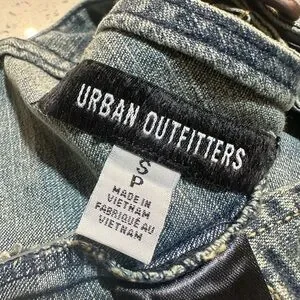 URBAN OUTFITTERS
S
P
MADE IN
VIETNAM
FABRIQUÉ AU
VIETNAM